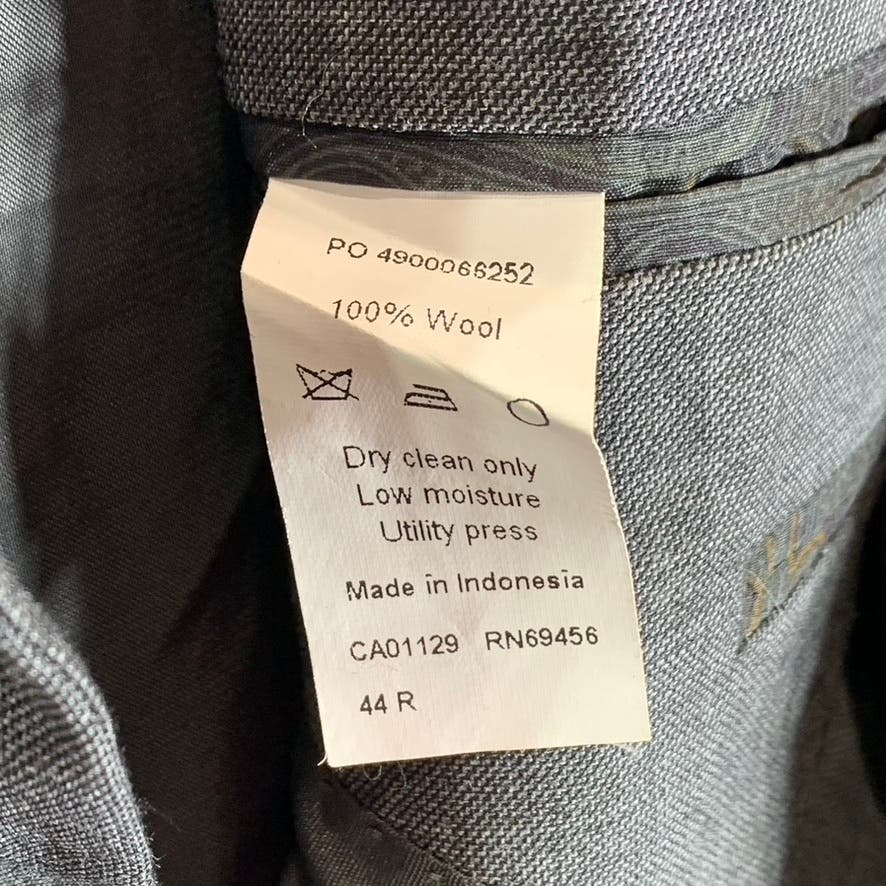 PO 4900066252
100% Wool
Dry clean only
Low moisture
Utility press
Made in Indonesia
CA01129 RN69456
44 R